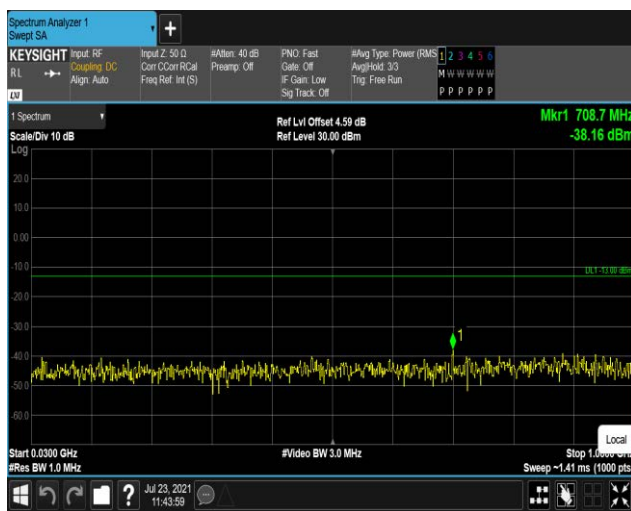 Spectrum Analyzer 1
Swept SA
+
KEYSIGHT Input: RF Input Z: 50 Ω #Atten: 40 dB PNO: Fast #Avg Type: Power (RMS 1 2 3 4 5 6
RL Coupling: DC Corr CCorr RCal Preamp: Off Gate: Off Avg|Hold: 3/3 M W W W W W
Align: Auto Freq Ref: Int (S) IF Gain: Low Trig: Free Run
Sig Track: Off P P P P P P
LXI
1 Spectrum
Ref Lvl Offset 4.59 dB Mkr1 708.7 MHz
Scale/Div 10 dB Ref Level 30.00 dBm -38.16 dBm
Log
20.0
10.0
0.00
-10.0
DL1 -13.00 dBm
-20.0
-30.0
1
-40.0
-50.0
-60.0
Local
Start 0.0300 GHz #Video BW 3.0 MHz Stop
#Res BW 1.0 MHz Sweep ~1.41 ms (1000 pts
? Jul 23, 2021
11:43:59